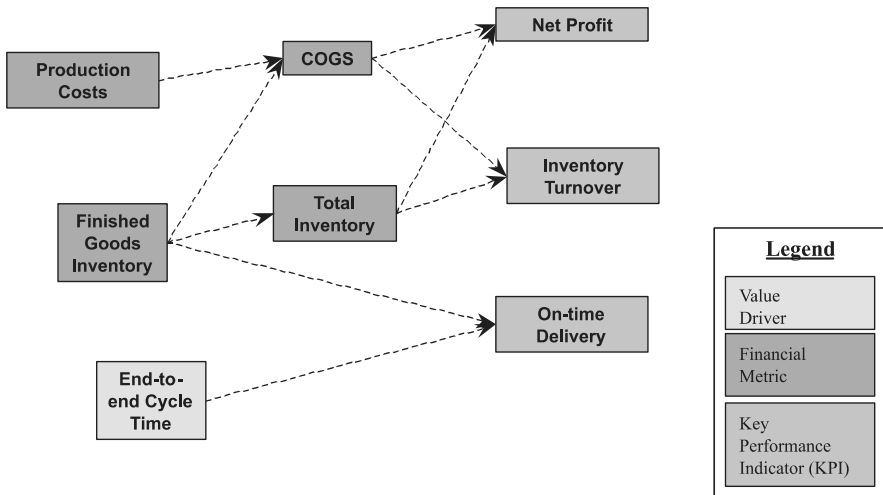 Net Profit
COGS
Production
Costs
Inventory
Turnover
Total
Inventory
Finished
Goods
Inventory
On-time
Delivery
End-to-
end Cycle
Time
Legend
Value
Driver
Financial
Metric
Key
Performance
Indicator (KPI)